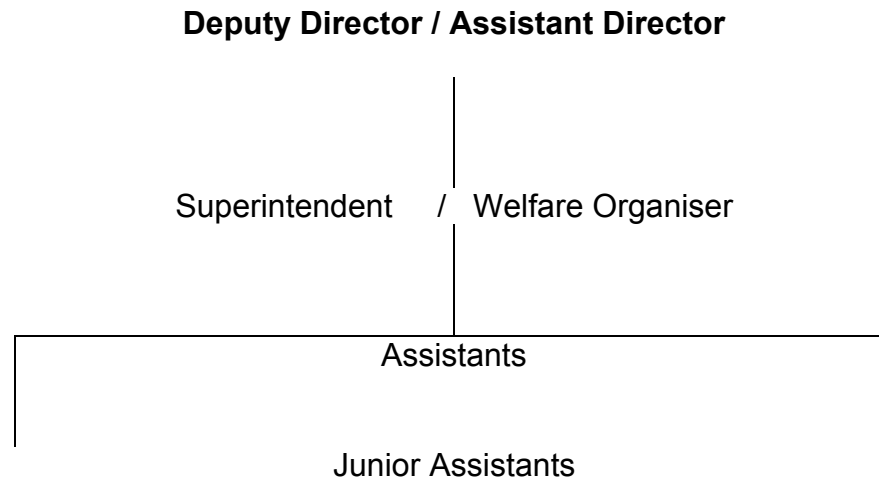 Deputy Director / Assistant Director
Superintendent / Welfare Organiser
Assistants
Junior Assistants